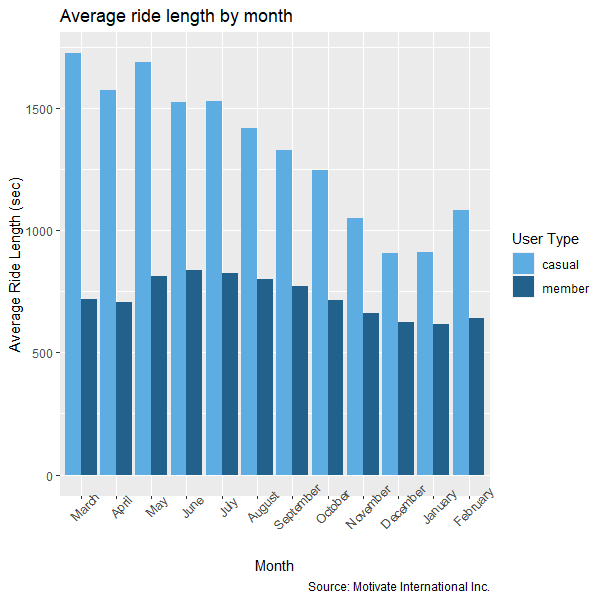 Average ride length by month
Average Ride Length (sec)
1500
1000
500
0
March
April
May
June
July
August
September
October
November
December
January
February
Month
User Type
casual
member
Source: Motivate International Inc.